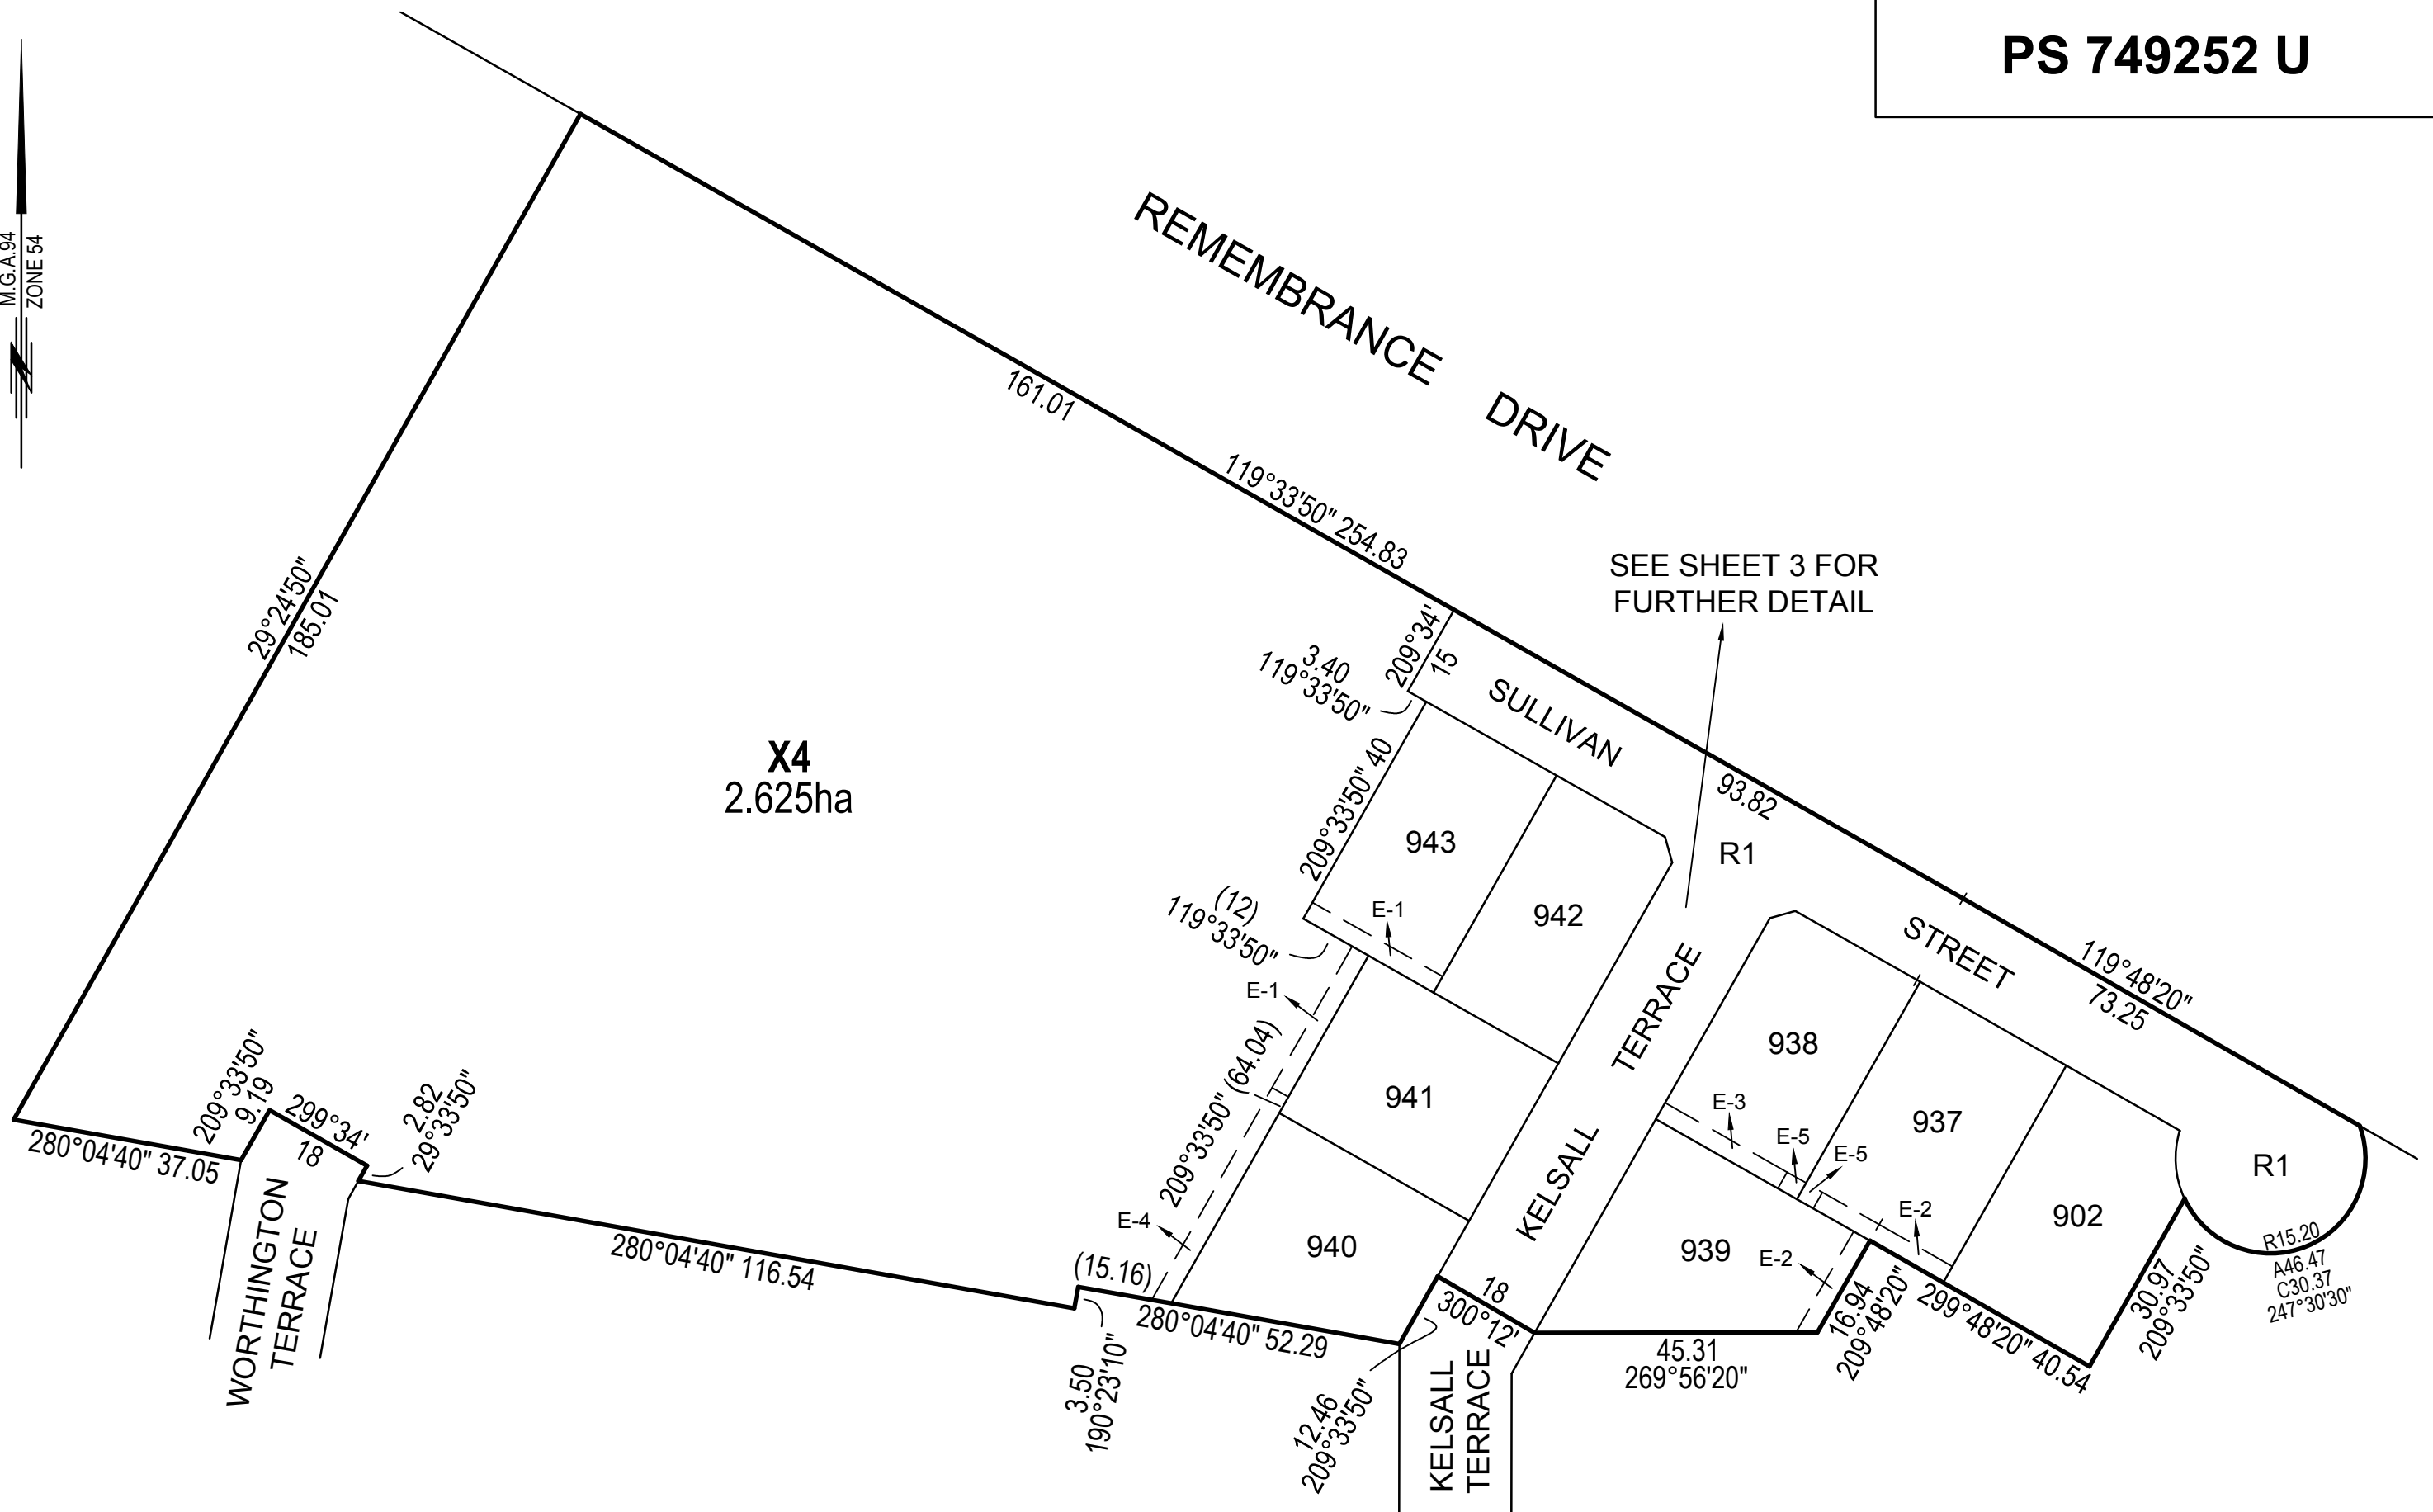 PS 749252 U
M.G.A.94
ZONE 54
REMEMBRANCE DRIVE
161.01
119°33'50" 254.83
SEE SHEET 3 FOR
FURTHER DETAIL
29°24'50"
185.01
209°34'
15
3.40
119°33'50"
SULLIVAN
93.82
X4
2.625ha
209°33'50" 40
943
R1
942
E-1
(12)
119°33'50"
STREET
119°48'20"
73.25
E-1
KELSALL TERRACE
938
937
941
209°33'50" (64.04)
E-3
E-5
E-5
209°33'50"
9.19
299°34'
18
2.82
29°33'50"
280°04'40" 37.05
R1
E-2
902
E-4
940
939
E-2
WORTHINGTON
TERRACE
280°04'40" 116.54
(15.16)
280°04'40" 52.29
18
300°12'
16.94
209°48'20"
299°48'20" 40.54
30.97
209°33'50"
R15.20
A46.47
C30.37
247°30'30"
3.50
190°23'10"
12.46
209°33'50"
KELSALL
TERRACE
45.31
269°56'20"